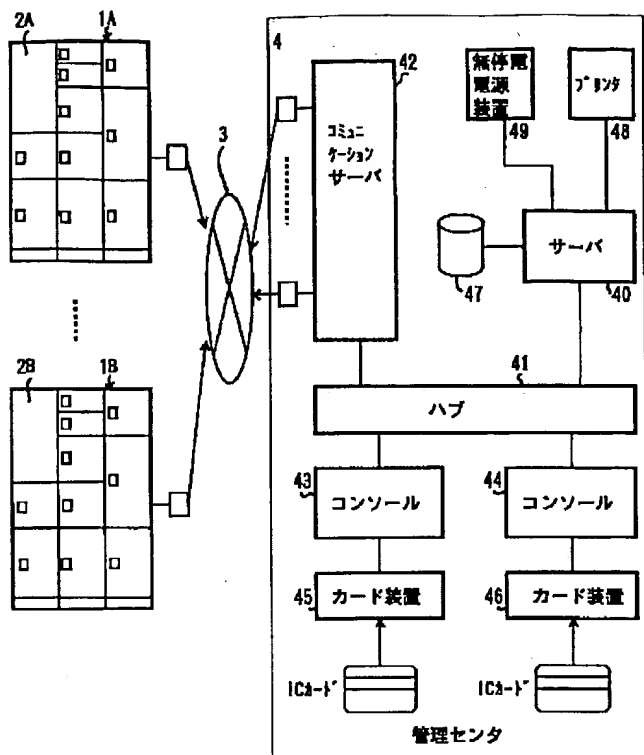 2A
1A
4
42
無停電
電源
装置
49
プリンタ
48
コミュニ
ケーション
サーバ
3
サーバ
47
40
2B
1B
41
ハブ
43
コンソール
44
コンソール
45
カード装置
46
カード装置
ICカード
ICカード
管理センタ